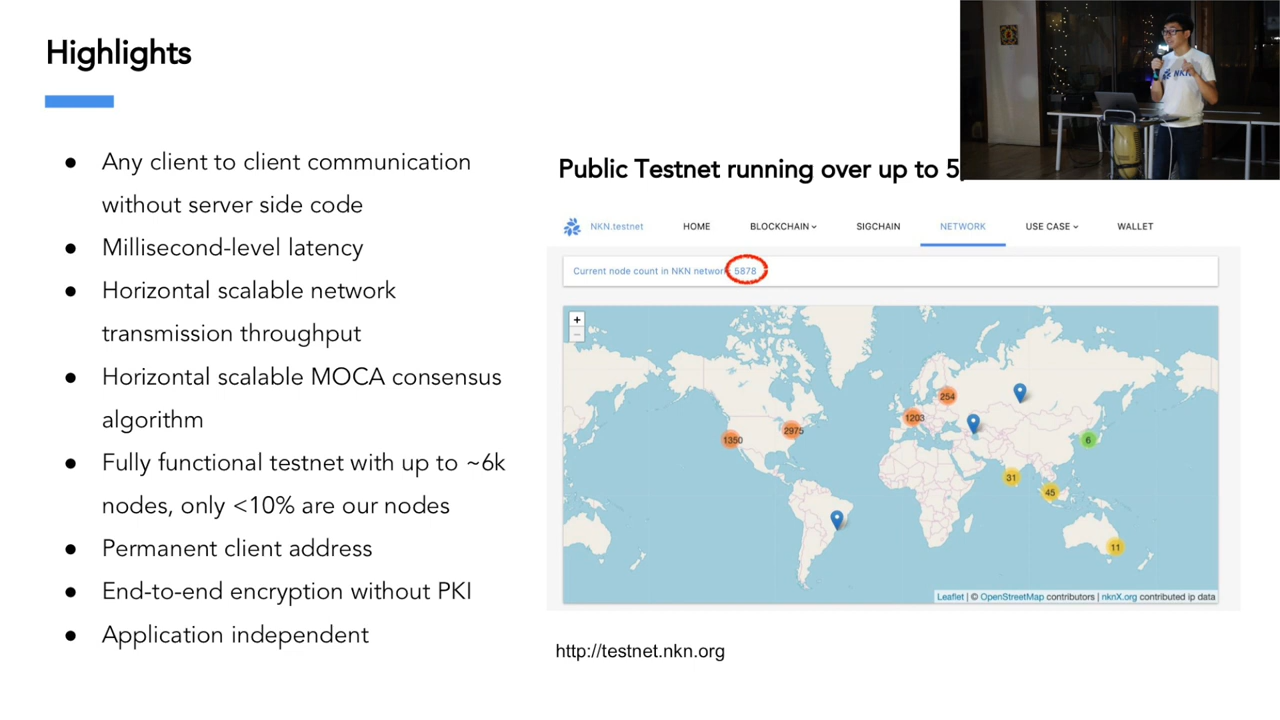 Highlights
● Any client to client communication
without server side code
● Millisecond-level latency
● Horizontal scalable network
transmission throughput
● Horizontal scalable MOCA consensus
algorithm
● Fully functional testnet with up to ~6k
nodes, only <10% are our nodes
● Permanent client address
● End-to-end encryption without PKI
● Application independent
Public Testnet running over up to 5,
NKN.testnet HOME BLOCKCHAIN SIGCHAIN NETWORK USE CASE WALLET
Current node count in NKN network: 5878
+
−
254
1203
2975
1350
6
31
45
11
Leaflet | © OpenStreetMap contributors | nknX.org contributed ip data
http://testnet.nkn.org
NKN